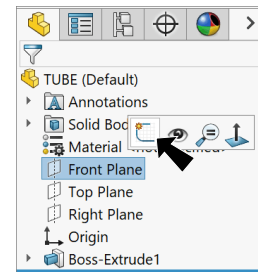 TUBE (Default)
Annotations
Solid Bod
Material
Front Plane
Top Plane
Right Plane
Origin
Boss-Extrude1